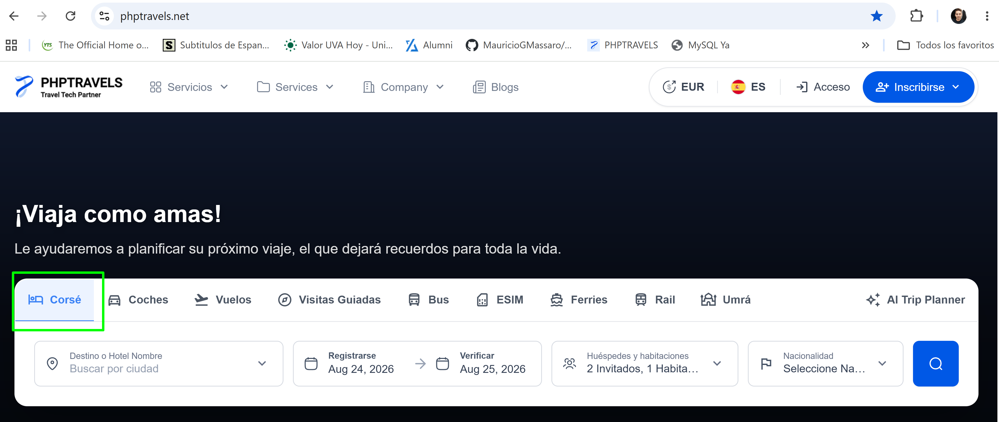 phptravels.net
YTS The Official Home o... S Subtitulos de Espan... Valor UVA Hoy - Uni... Alumni MauricioGMassaro/... PHPTRAVELS MySQL Ya Todos los favoritos
PHPTRAVELS
Travel Tech Partner
Servicios Services Company Blogs $ EUR ES Acceso Inscribirse
¡Viaja como amas!
Le ayudaremos a planificar su próximo viaje, el que dejará recuerdos para toda la vida.
Corsé Coches Vuelos Visitas Guiadas Bus ESIM Ferries Rail Umrá AI Trip Planner
Destino o Hotel Nombre
Buscar por ciudad
Registrarse
Aug 24, 2026
Verificar
Aug 25, 2026
Huéspedes y habitaciones
2 Invitados, 1 Habita...
Nacionalidad
Seleccione Na...